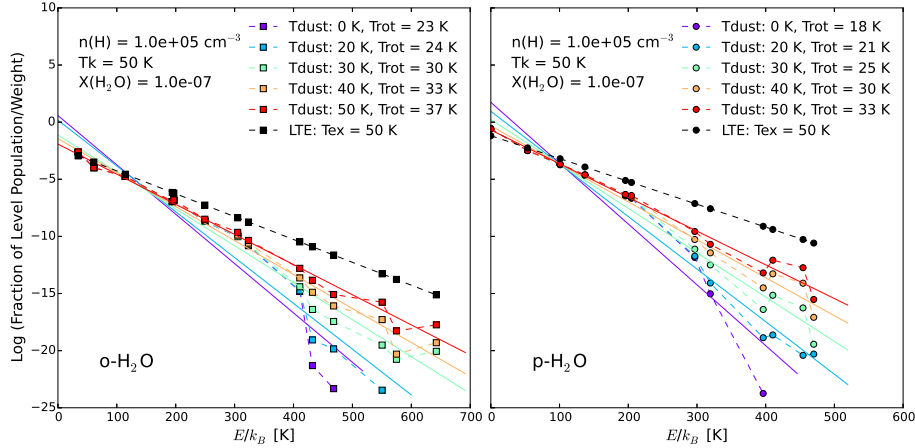 Log (Fraction of Level Population/Weight)
10
5
0
−5
−10
−15
−20
−25
n(H) = 1.0e+05 cm⁻³
Tk = 50 K
X(H₂O) = 1.0e-07
Tdust: 0 K, Trot = 23 K
Tdust: 20 K, Trot = 24 K
Tdust: 30 K, Trot = 30 K
Tdust: 40 K, Trot = 33 K
Tdust: 50 K, Trot = 37 K
LTE: Tex = 50 K
o-H₂O
0 100 200 300 400 500 600 700
E/k_B [K]
n(H) = 1.0e+05 cm⁻³
Tk = 50 K
X(H₂O) = 1.0e-07
Tdust: 0 K, Trot = 18 K
Tdust: 20 K, Trot = 21 K
Tdust: 30 K, Trot = 25 K
Tdust: 40 K, Trot = 30 K
Tdust: 50 K, Trot = 33 K
LTE: Tex = 50 K
p-H₂O
0 100 200 300 400 500 600
E/k_B [K]